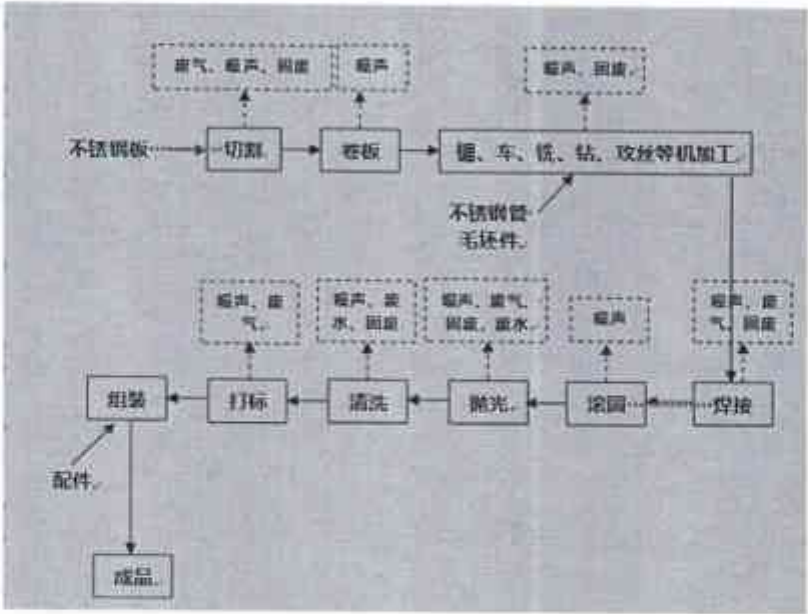 废气、噪声、固废
噪声
噪声、固废
不锈钢板
切割
卷板
锯、车、铣、钻、攻丝等机加工
不锈钢管
毛坯件
噪声、废
气
噪声、废
水、固废
噪声、废气、
固废、废水
噪声
噪声、废
气、固废
组装
打标
清洗
抛光
滚圆
焊接
配件
成品